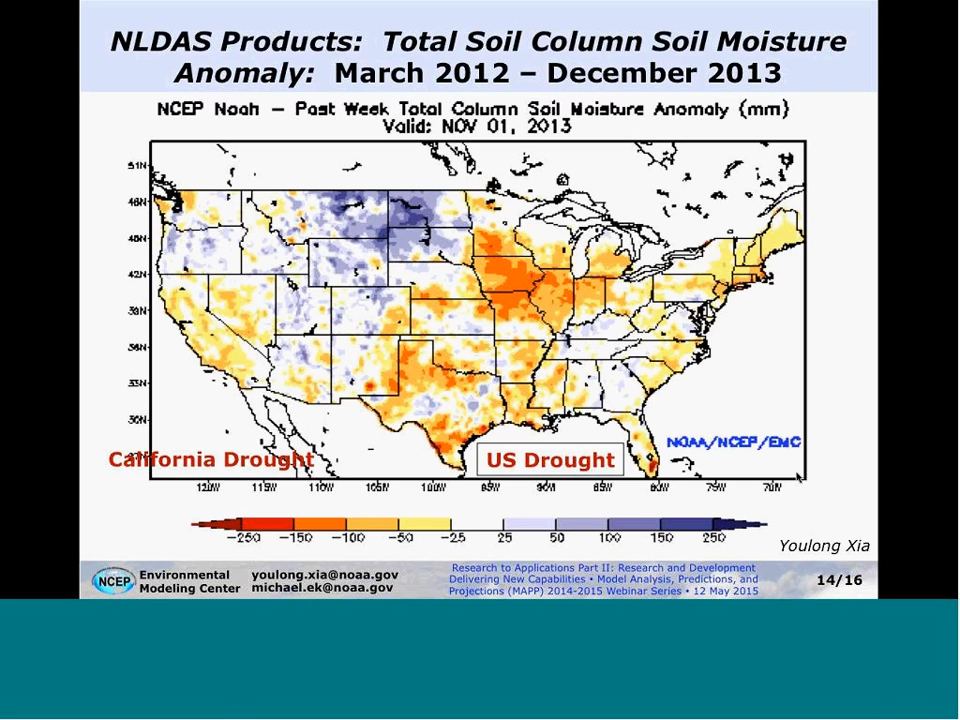 NLDAS Products: Total Soil Column Soil Moisture
Anomaly: March 2012 – December 2013
NCEP Noah – Past Week Total Column Soil Moisture Anomaly (mm)
Valid: NOV 01, 2013
51N
48N
45N
42N
39N
36N
33N
30N
NOAA/NCEP/EMC
California Drought
US Drought
120W 115W 110W 105W 100W 95W 90W 85W 80W 75W 70W
-250 -150 -100 -50 -25 25 50 100 150 250
Youlong Xia
NCEP
Environmental
Modeling Center
youlong.xia@noaa.gov
michael.ek@noaa.gov
Research to Applications Part II: Research and Development
Delivering New Capabilities • Model Analysis, Predictions, and
Projections (MAPP) 2014-2015 Webinar Series • 12 May 2015
14/16